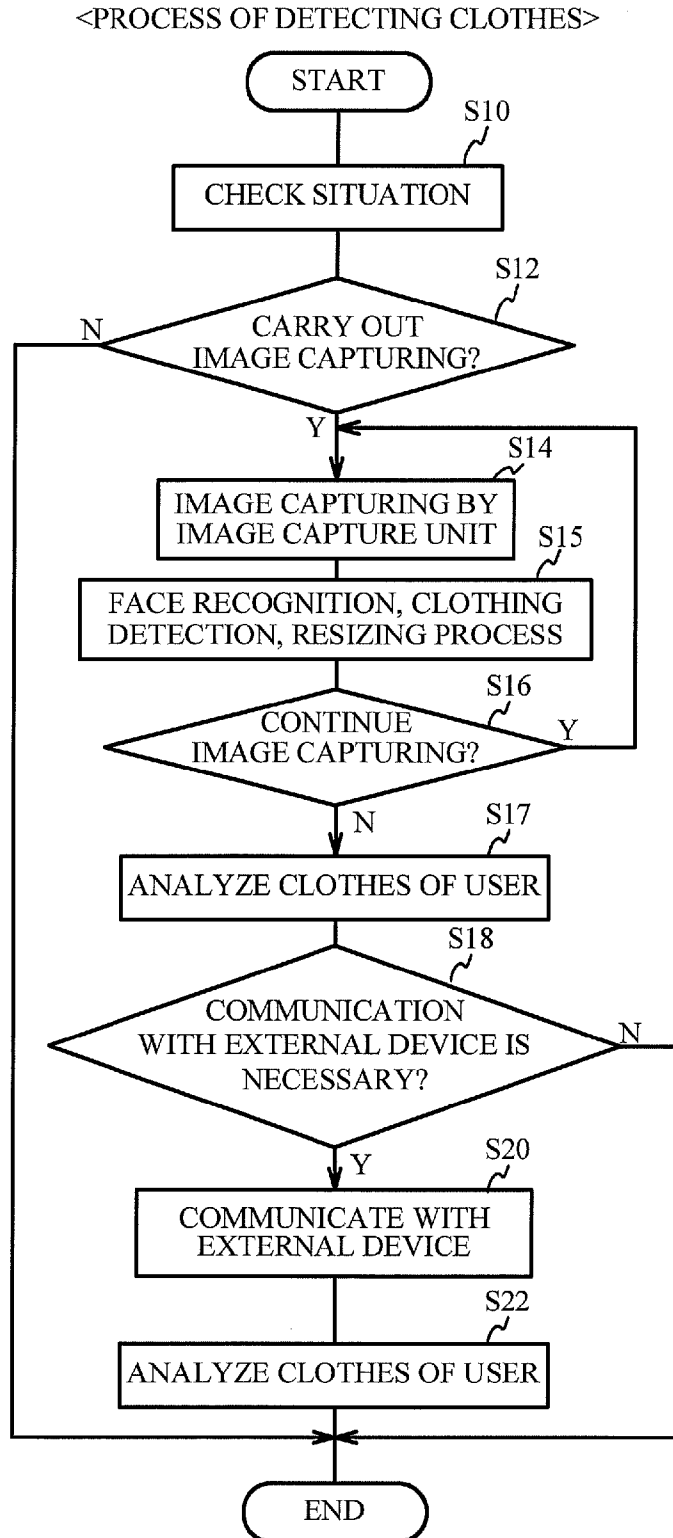 <PROCESS OF DETECTING CLOTHES>
START
S10
CHECK SITUATION
S12
N
CARRY OUT
IMAGE CAPTURING?
Y
S14
IMAGE CAPTURING BY
IMAGE CAPTURE UNIT
S15
FACE RECOGNITION, CLOTHING
DETECTION, RESIZING PROCESS
S16
CONTINUE
IMAGE CAPTURING?
Y
N
S17
ANALYZE CLOTHES OF USER
S18
COMMUNICATION
WITH EXTERNAL DEVICE IS
NECESSARY?
N
Y
S20
COMMUNICATE WITH
EXTERNAL DEVICE
S22
ANALYZE CLOTHES OF USER
END